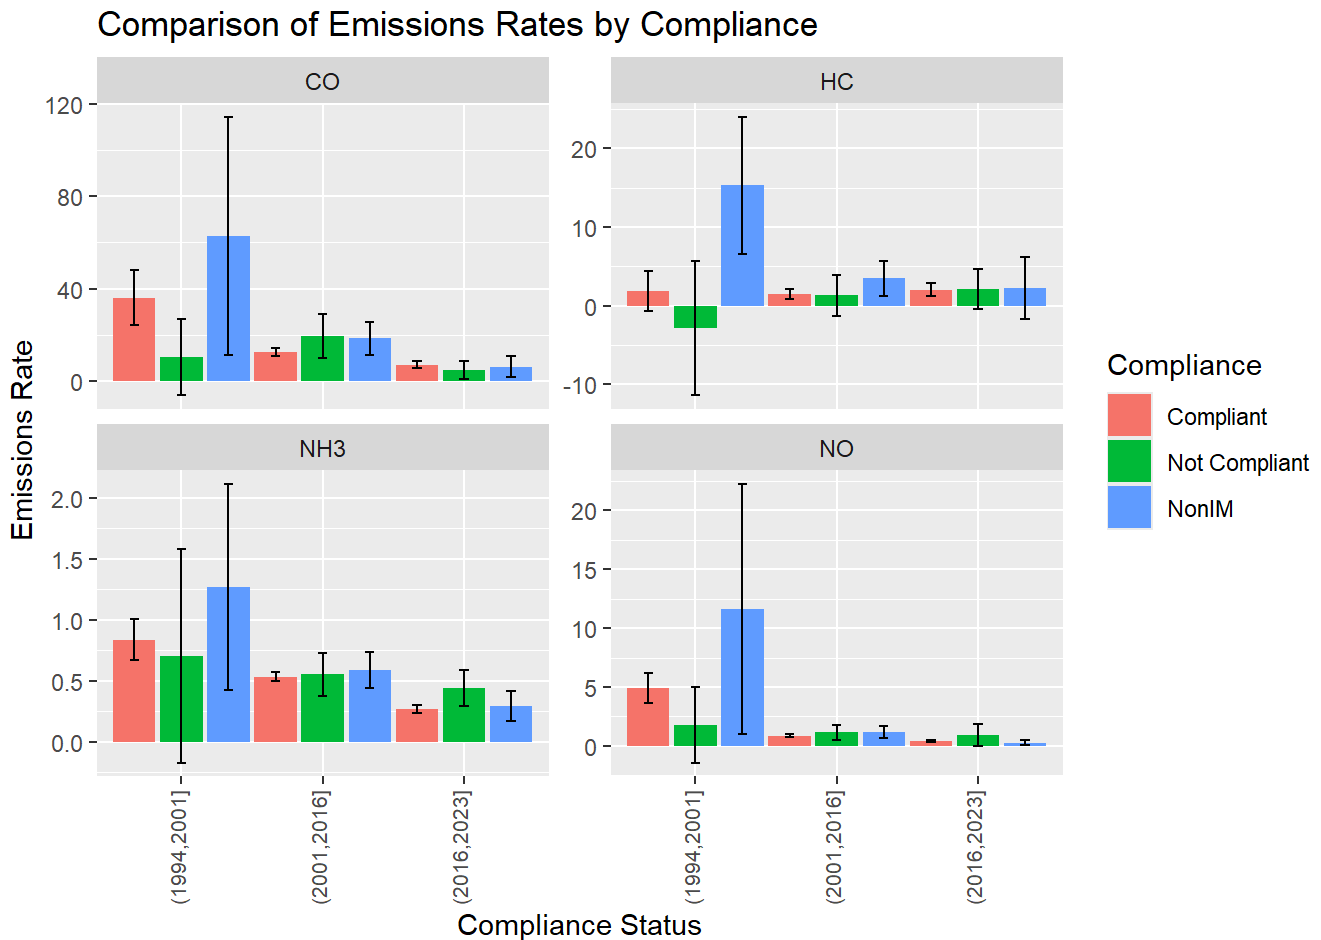 Comparison of Emissions Rates by Compliance
CO
HC
120
80
40
0
20
10
0
-10
NH3
NO
2.0
1.5
1.0
0.5
0.0
20
15
10
5
0
Emissions Rate
(1994,2001]
(2001,2016]
(2016,2023]
(1994,2001]
(2001,2016]
(2016,2023]
Compliance Status
Compliance
Compliant
Not Compliant
NonIM